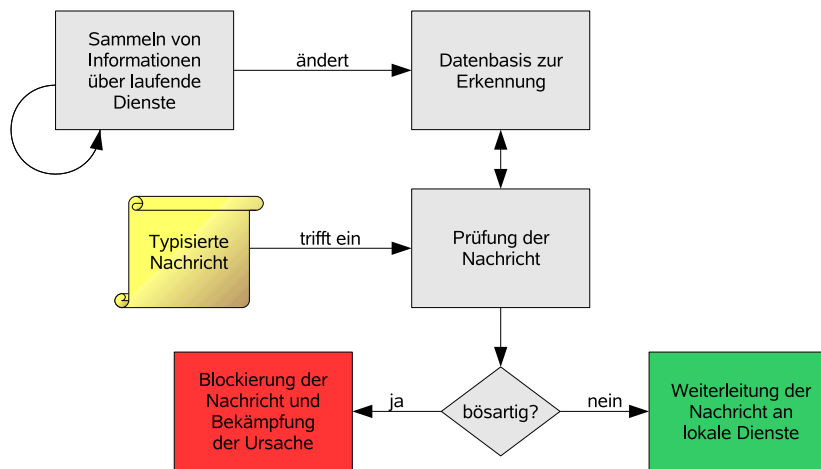 Sammeln von
Informationen
über laufende
Dienste
ändert
Datenbasis zur
Erkennung
Typisierte
Nachricht
trifft ein
Prüfung der
Nachricht
Blockierung der
Nachricht und
Bekämpfung
der Ursache
ja
bösartig?
nein
Weiterleitung der
Nachricht an
lokale Dienste